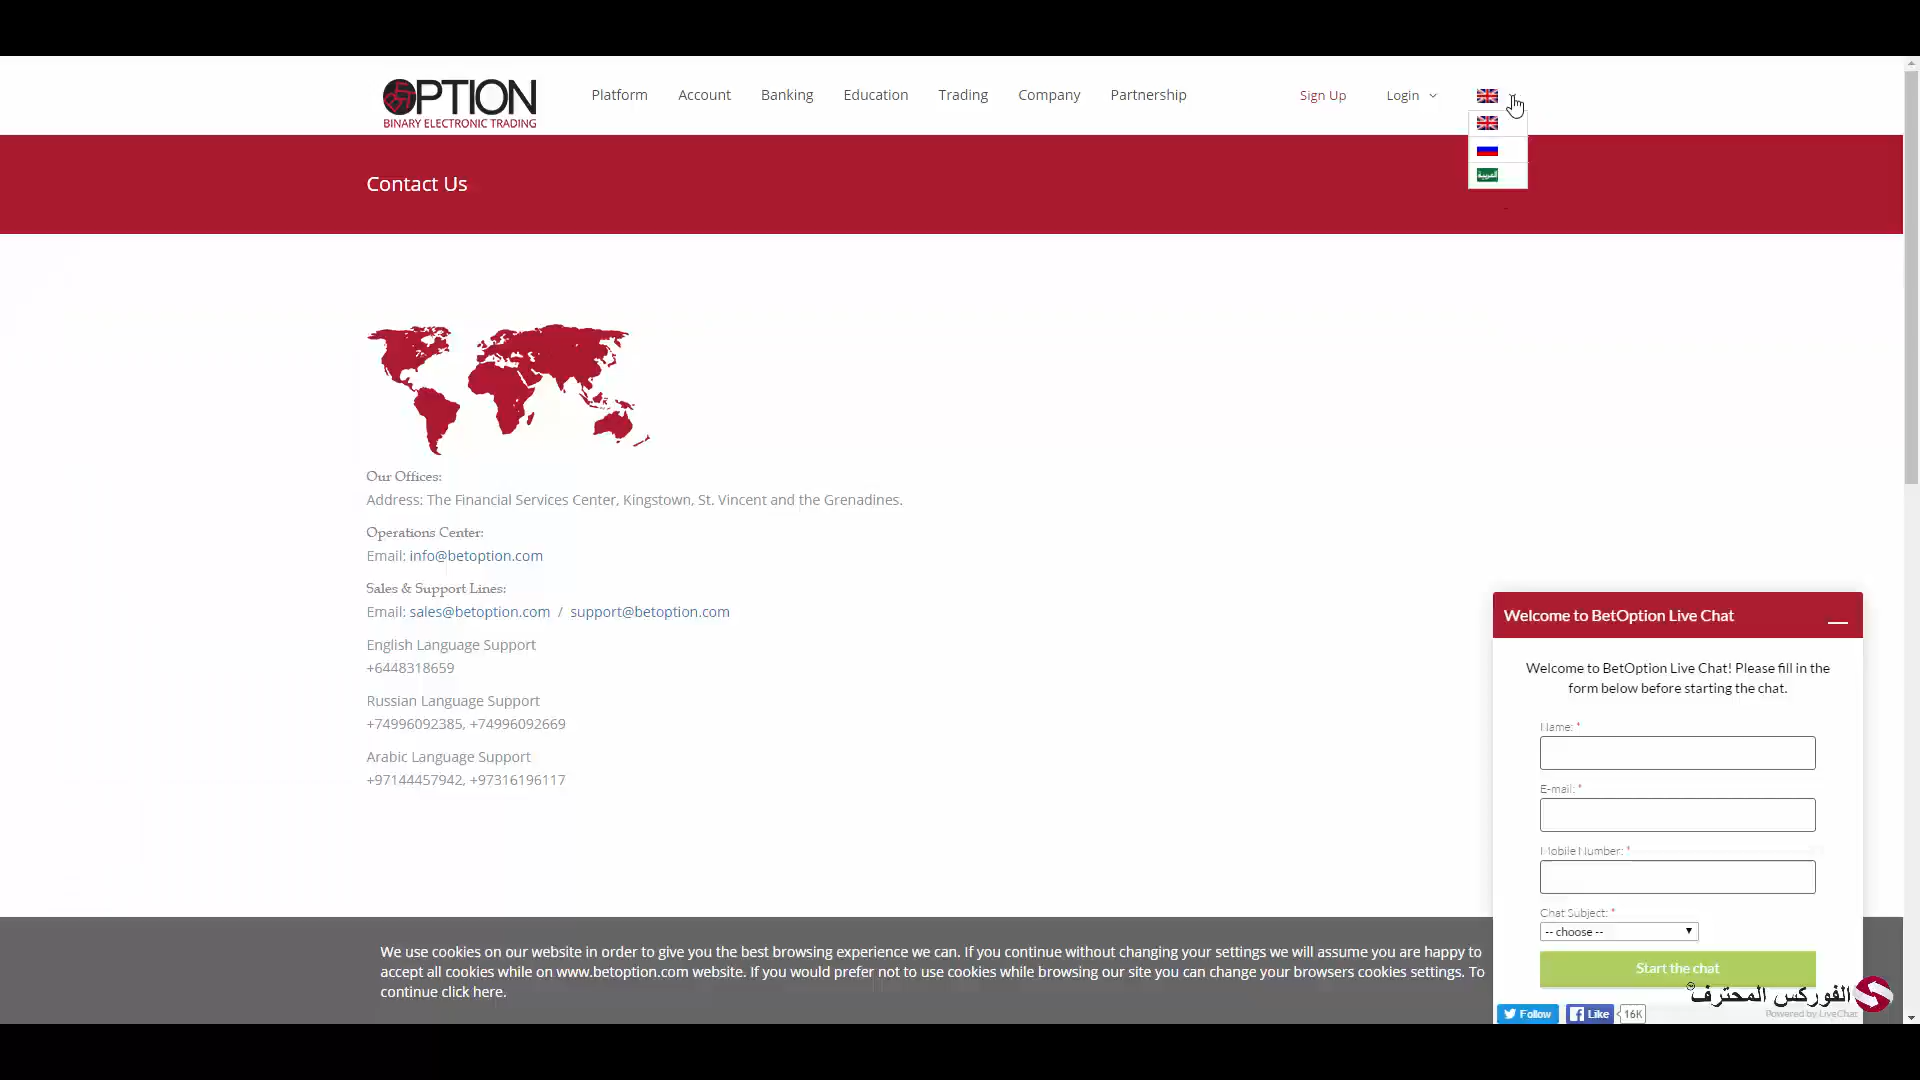 OPTION
BINARY ELECTRONIC TRADING
Platform
Account
Banking
Education
Trading
Company
Partnership
Sign Up
Login
العربية
Contact Us
Our Offices:
Address: The Financial Services Center, Kingstown, St. Vincent and the Grenadines.
Operations Center:
Email: info@betoption.com
Sales & Support Lines:
Email: sales@betoption.com / support@betoption.com
English Language Support
+6448318659
Russian Language Support
+74996092385, +74996092669
Arabic Language Support
+97144457942, +97316196117
We use cookies on our website in order to give you the best browsing experience we can. If you continue without changing your settings we will assume you are happy to
accept all cookies while on www.betoption.com website. If you would prefer not to use cookies while browsing our site you can change your browsers cookies settings. To
continue click here.
Welcome to BetOption Live Chat
Welcome to BetOption Live Chat! Please fill in the
form below before starting the chat.
Name: *
E-mail: *
Mobile Number: *
Chat Subject: *
-- choose --
Start the chat
الفوركس المحترف
Powered by LiveChat
Follow
Like
16K